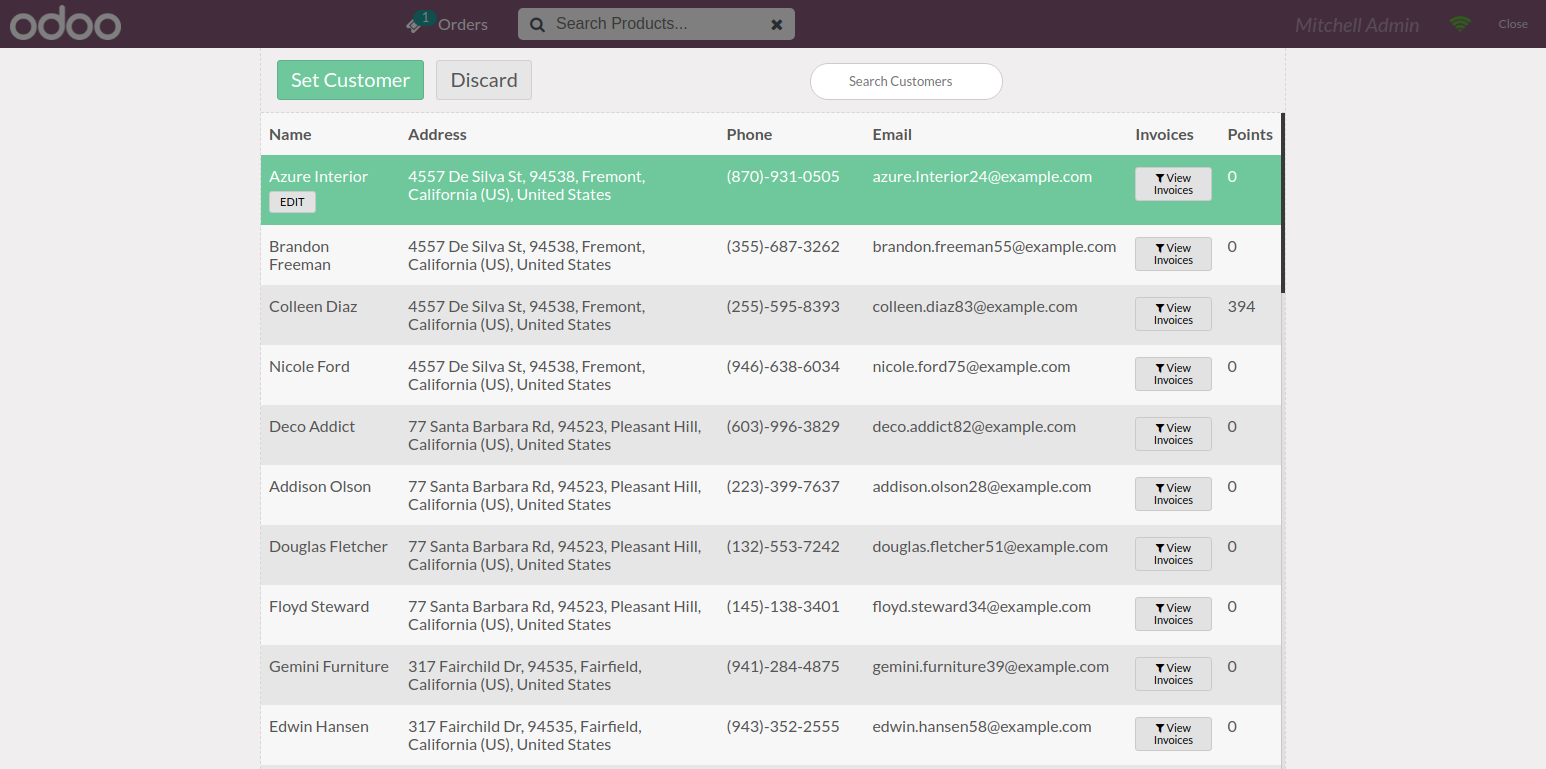 odoo
1
Orders
Search Products...
Mitchell Admin
Close
Set Customer
Discard
Search Customers
Name Address Phone Email Invoices Points
Azure Interior 4557 De Silva St, 94538, Fremont, (870)-931-0505 azure.Interior24@example.com View 0
EDIT California (US), United States Invoices
Brandon 4557 De Silva St, 94538, Fremont, (355)-687-3262 brandon.freeman55@example.com View 0
Freeman California (US), United States Invoices
Colleen Diaz 4557 De Silva St, 94538, Fremont, (255)-595-8393 colleen.diaz83@example.com View 394
California (US), United States Invoices
Nicole Ford 4557 De Silva St, 94538, Fremont, (946)-638-6034 nicole.ford75@example.com View 0
California (US), United States Invoices
Deco Addict 77 Santa Barbara Rd, 94523, Pleasant Hill, (603)-996-3829 deco.addict82@example.com View 0
California (US), United States Invoices
Addison Olson 77 Santa Barbara Rd, 94523, Pleasant Hill, (223)-399-7637 addison.olson28@example.com View 0
California (US), United States Invoices
Douglas Fletcher 77 Santa Barbara Rd, 94523, Pleasant Hill, (132)-553-7242 douglas.fletcher51@example.com View 0
California (US), United States Invoices
Floyd Steward 77 Santa Barbara Rd, 94523, Pleasant Hill, (145)-138-3401 floyd.steward34@example.com View 0
California (US), United States Invoices
Gemini Furniture 317 Fairchild Dr, 94535, Fairfield, (941)-284-4875 gemini.furniture39@example.com View 0
California (US), United States Invoices
Edwin Hansen 317 Fairchild Dr, 94535, Fairfield, (943)-352-2555 edwin.hansen58@example.com View 0
California (US), United States Invoices